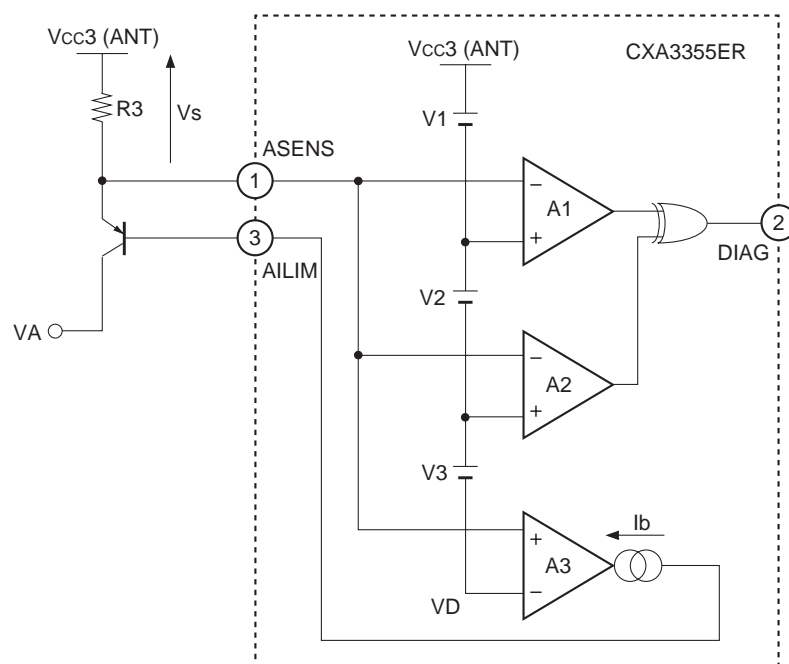 Vcc3 (ANT)
R3
Vs
Vcc3 (ANT)
CXA3355ER
V1
ASENS
1
3
AILIM
VA
−
A1
+
2
DIAG
V2
−
A2
+
V3
+
A3
−
Ib
VD